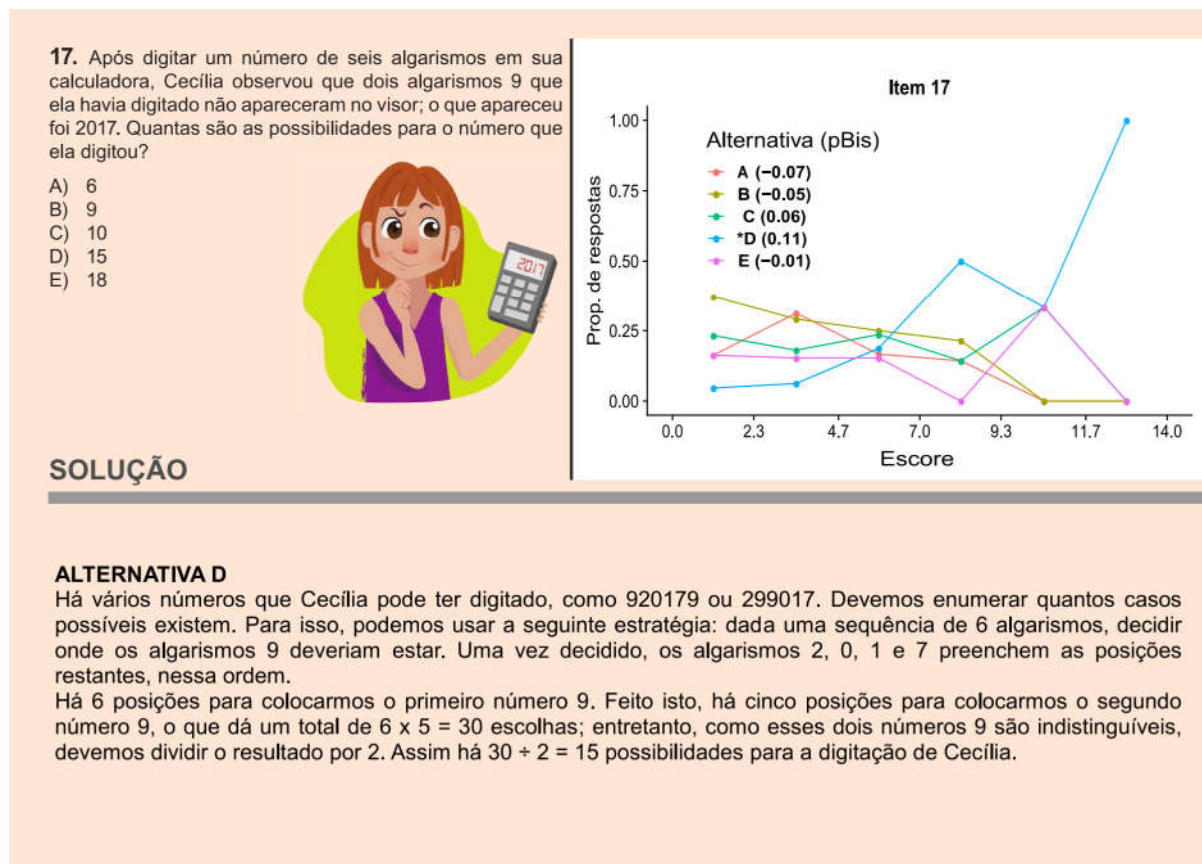 17. Após digitar um número de seis algarismos em sua
calculadora, Cecília observou que dois algarismos 9 que
ela havia digitado não apareceram no visor; o que apareceu
foi 2017. Quantas são as possibilidades para o número que
ela digitou?
A) 6
B) 9
C) 10
D) 15
E) 18
2017
Item 17
Alternativa (pBis)
A (−0.07)
B (−0.05)
C (0.06)
*D (0.11)
E (−0.01)
Prop. de respostas
1.00
0.75
0.50
0.25
0.00
0.0 2.3 4.7 7.0 9.3 11.7 14.0
Escore
SOLUÇÃO
ALTERNATIVA D
Há vários números que Cecília pode ter digitado, como 920179 ou 299017. Devemos enumerar quantos casos
possíveis existem. Para isso, podemos usar a seguinte estratégia: dada uma sequência de 6 algarismos, decidir
onde os algarismos 9 deveriam estar. Uma vez decidido, os algarismos 2, 0, 1 e 7 preenchem as posições
restantes, nessa ordem.
Há 6 posições para colocarmos o primeiro número 9. Feito isto, há cinco posições para colocarmos o segundo
número 9, o que dá um total de 6 x 5 = 30 escolhas; entretanto, como esses dois números 9 são indistinguíveis,
devemos dividir o resultado por 2. Assim há 30 ÷ 2 = 15 possibilidades para a digitação de Cecília.